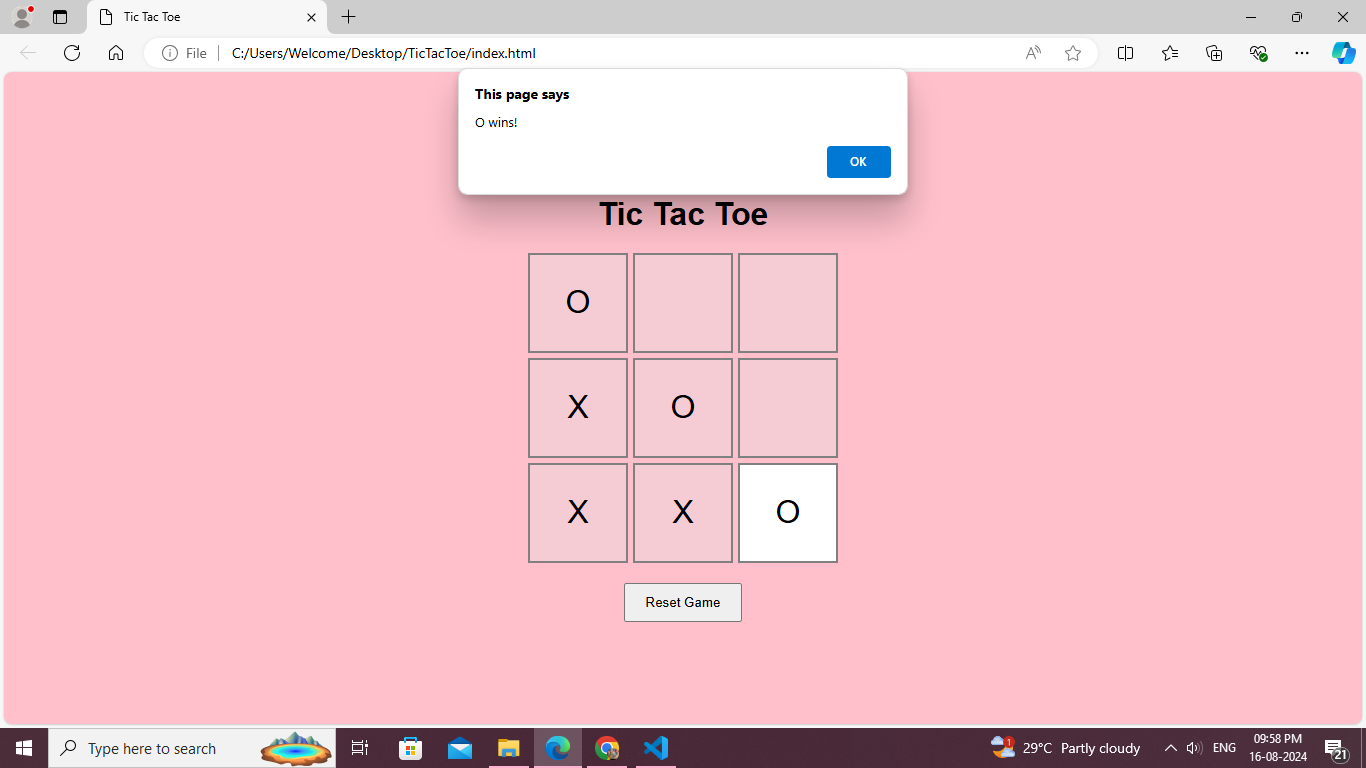 Tic Tac Toe
File C:/Users/Welcome/Desktop/TicTacToe/index.html
This page says
O wins!
OK
Tic Tac Toe
O
X O
X X O
Reset Game
Type here to search
1 29°C Partly cloudy ENG 09:58 PM
16-08-2024 21